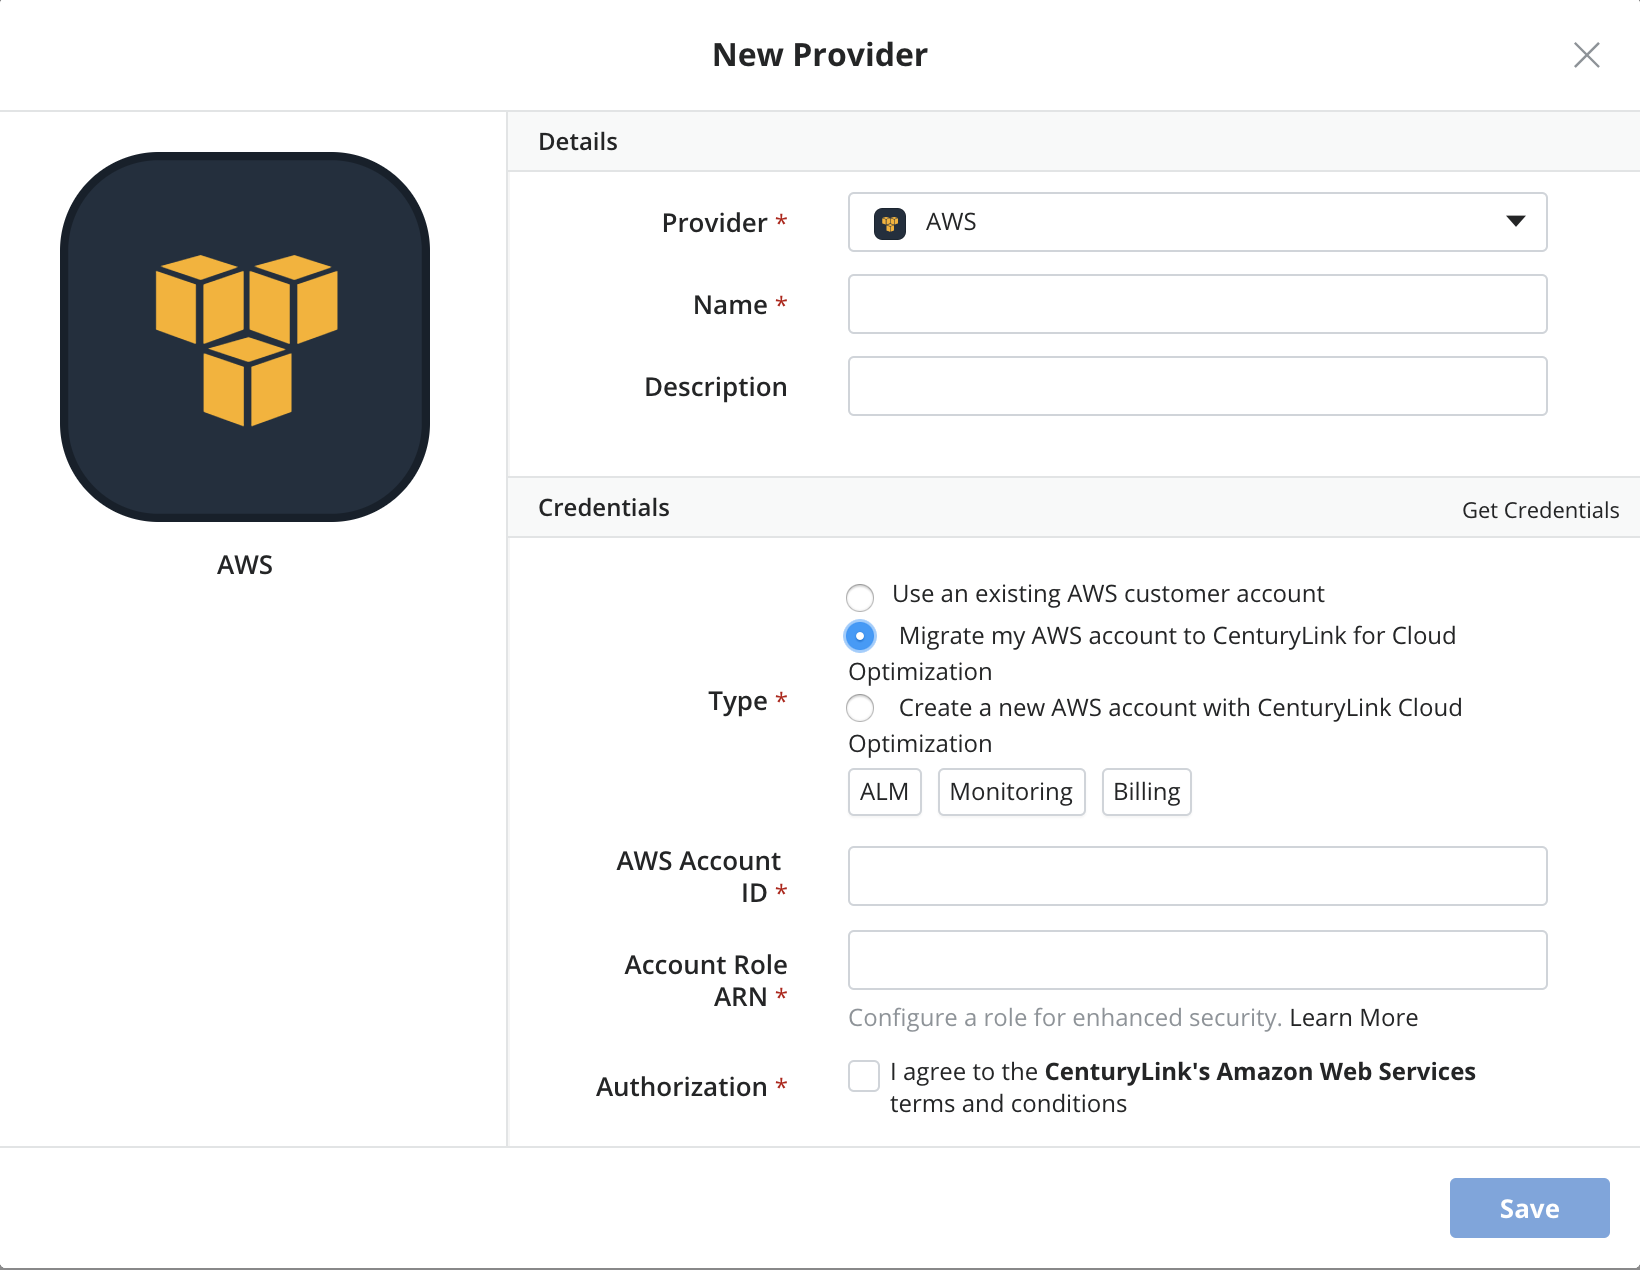 New Provider
AWS
Details
Provider *
AWS
Name *
Description
Credentials
Get Credentials
Type *
Use an existing AWS customer account
Migrate my AWS account to CenturyLink for Cloud
Optimization
Create a new AWS account with CenturyLink Cloud
Optimization
ALM
Monitoring
Billing
AWS Account
ID *
Account Role
ARN *
Configure a role for enhanced security. Learn More
Authorization *
I agree to the CenturyLink's Amazon Web Services
terms and conditions
Save